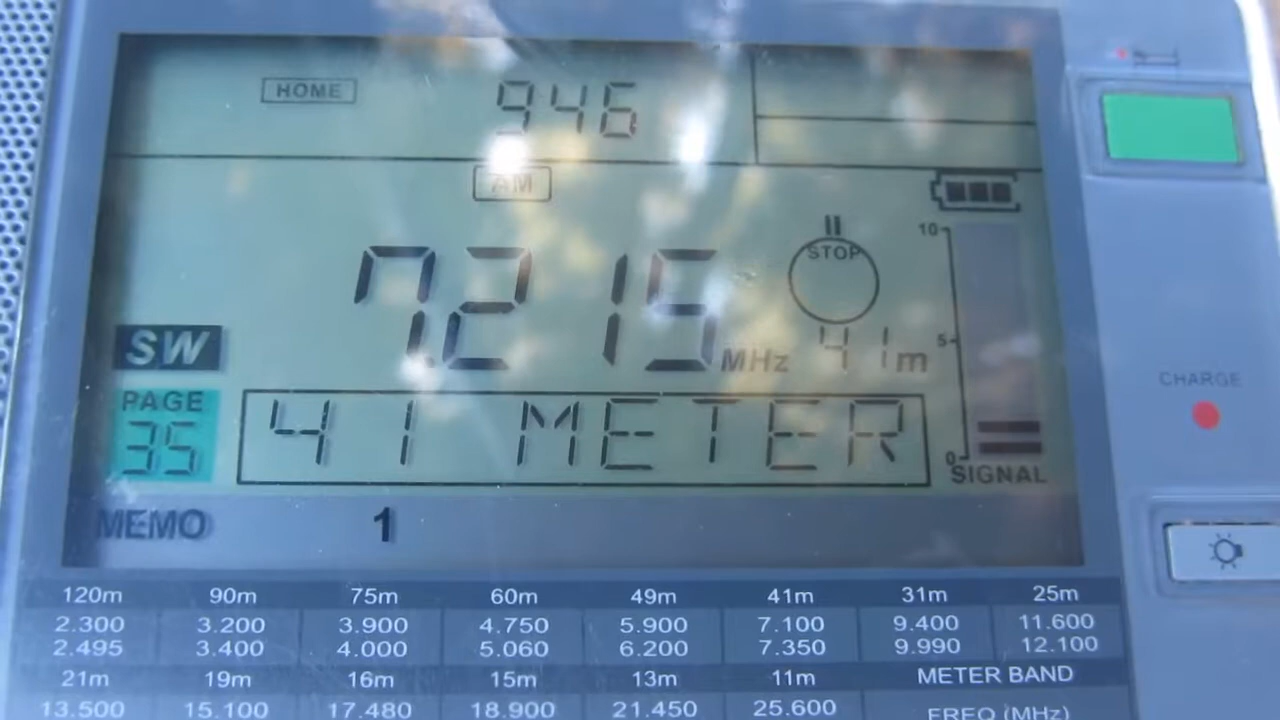 HOME 946
AM
10
STOP
7.215 MHz 41m
5
SW
PAGE
35
41 METER
0
SIGNAL
CHARGE
MEMO 1
120m 90m 75m 60m 49m 41m 31m 25m
2.300 3.200 3.900 4.750 5.900 7.100 9.400 11.600
2.495 3.400 4.000 5.060 6.200 7.350 9.990 12.100
21m 19m 16m 15m 13m 11m METER BAND
13.500 15.100 17.480 18.900 21.450 25.600 FREQ (MHz)